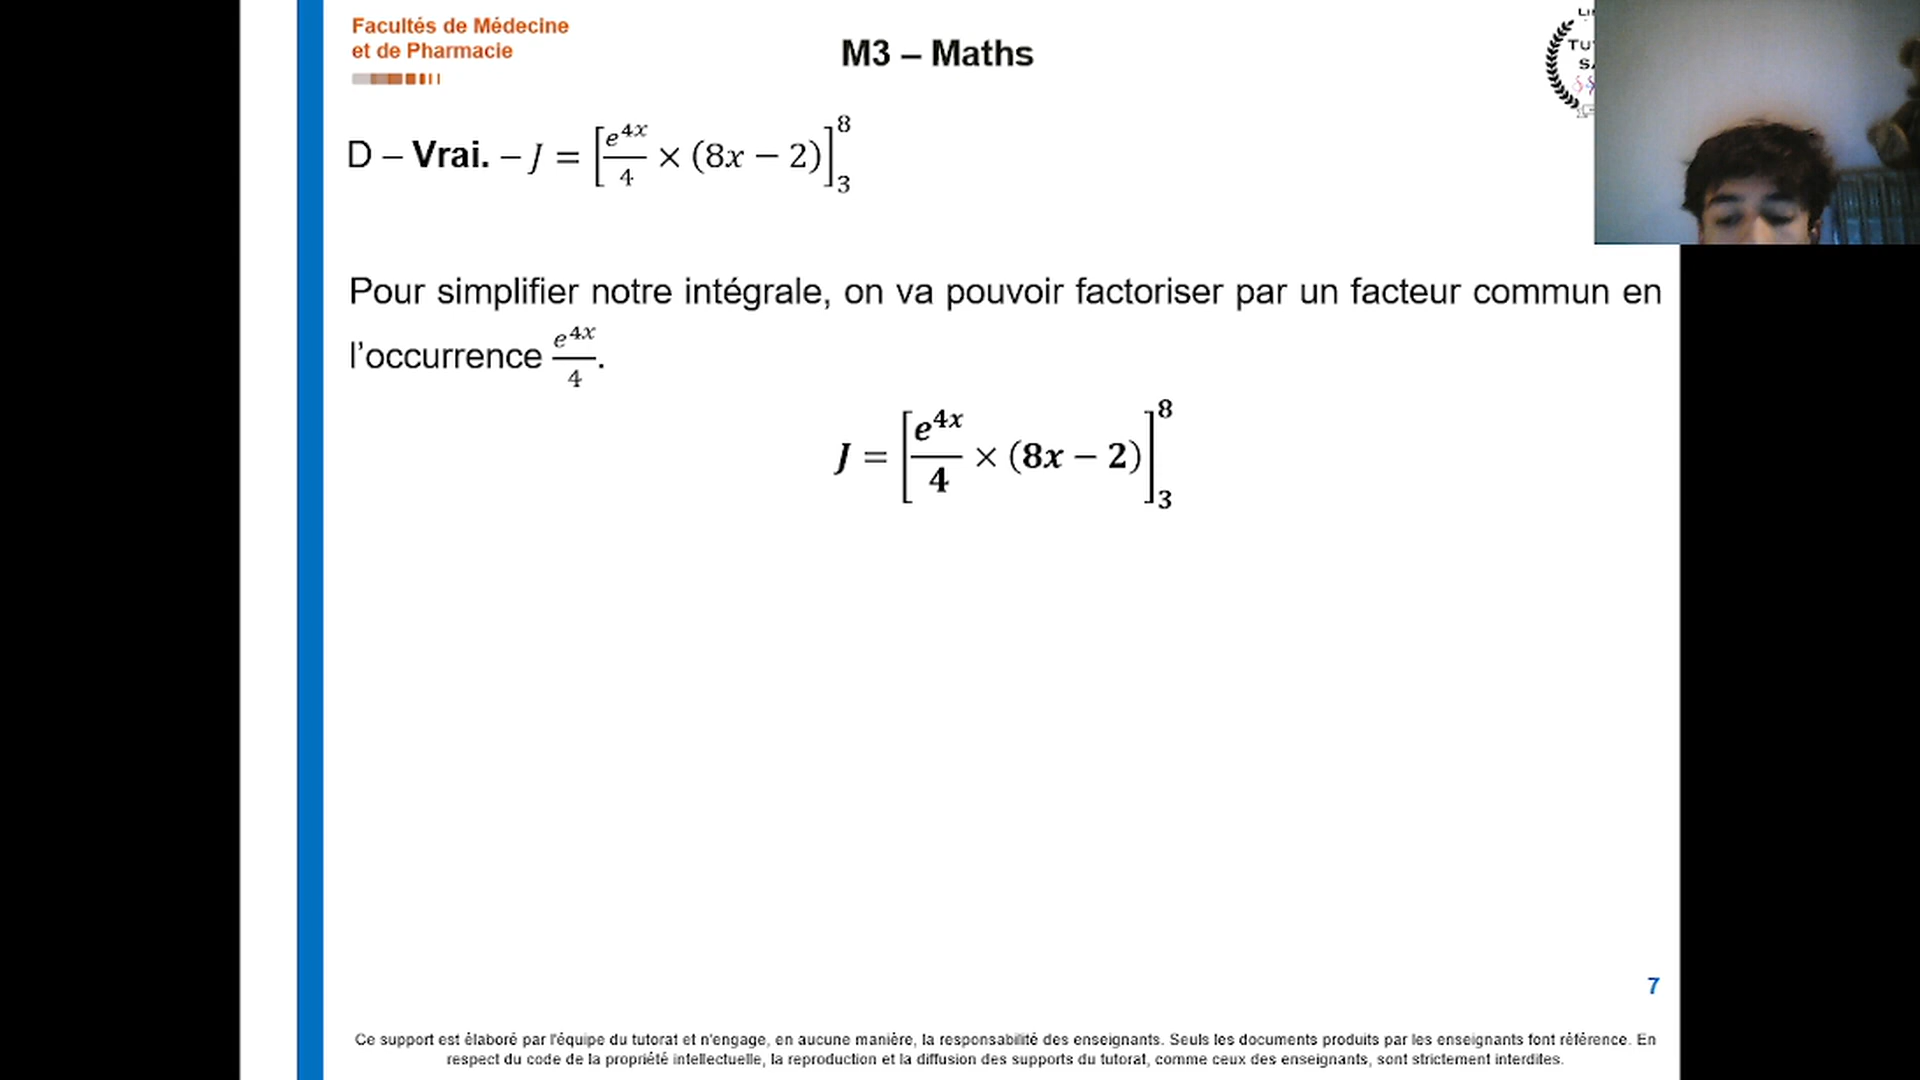 Facultés de Médecine
et de Pharmacie
M3 – Maths
D – Vrai. – J = [e^{4x}/4 × (8x − 2)]_3^8
Pour simplifier notre intégrale, on va pouvoir factoriser par un facteur commun en
l'occurrence e^{4x}/4.
J = [e^{4x}/4 × (8x − 2)]_3^8
7
Ce support est élaboré par l'équipe du tutorat et n'engage, en aucune manière, la responsabilité des enseignants. Seuls les documents produits par les enseignants font référence. En
respect du code de la propriété intellectuelle, la reproduction et la diffusion des supports du tutorat, comme ceux des enseignants, sont strictement interdites.